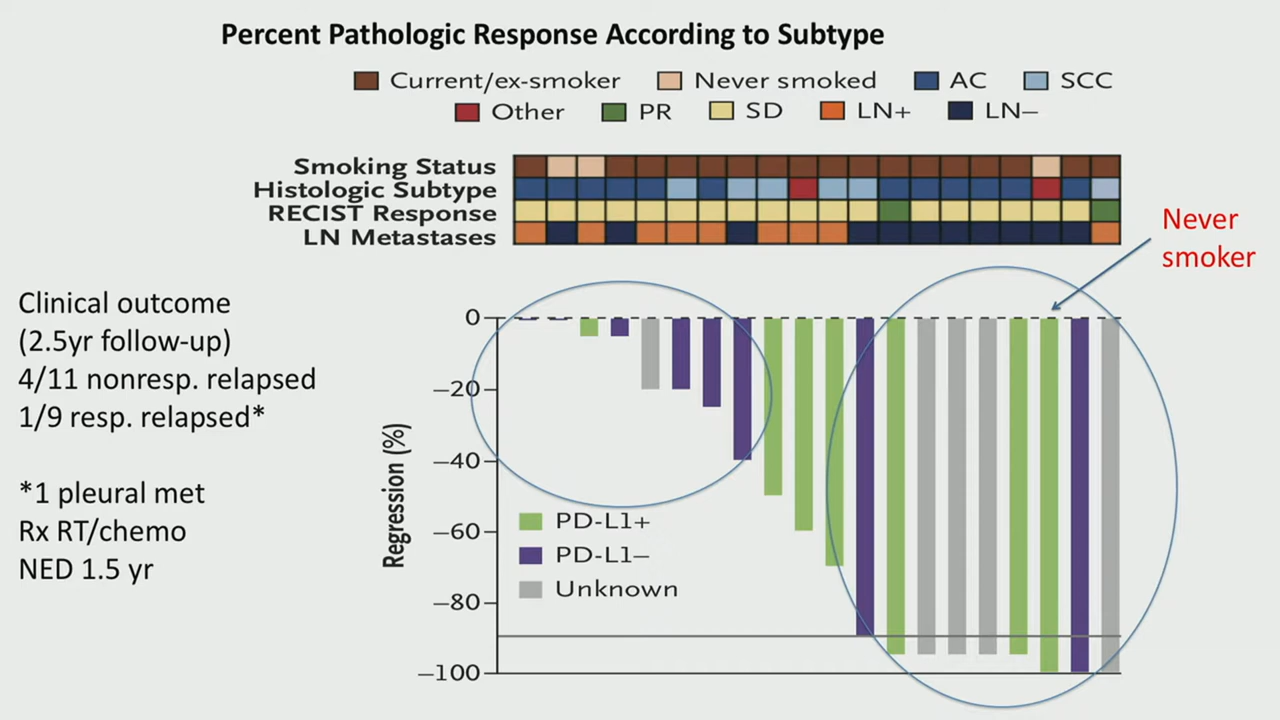 Percent Pathologic Response According to Subtype
Current/ex-smoker Never smoked AC SCC
Other PR SD LN+ LN–
Smoking Status
Histologic Subtype
RECIST Response
LN Metastases
Never
smoker
Clinical outcome
(2.5yr follow-up)
4/11 nonresp. relapsed
1/9 resp. relapsed*
*1 pleural met
Rx RT/chemo
NED 1.5 yr
Regression (%)
0
–20
–40
–60
–80
–100
PD-L1+
PD-L1–
Unknown